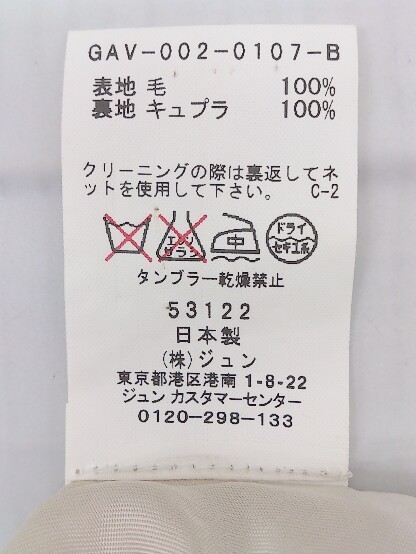 GAV-002-0107-B
表地 毛 100%
裏地 キュプラ 100%
クリーニングの際は裏返してネ
ットを使用して下さい。 C-2
エンソ
サラシ
中
ドライ
セキユ系
タンブラー乾燥禁止
53122
日本製
(株)ジュン
東京都港区港南 1-8-22
ジュン カスタマーセンター
0120-298-133